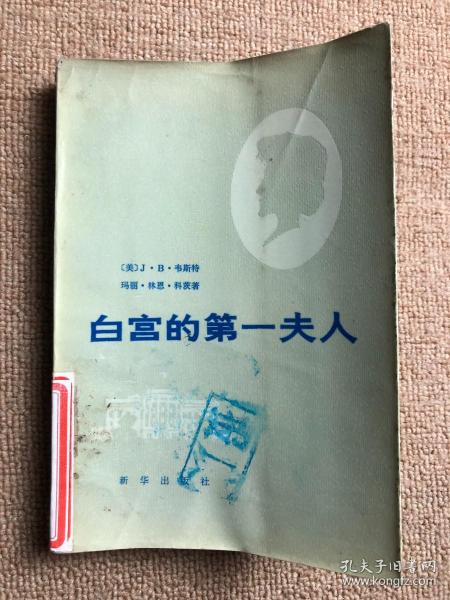 〔美〕J·B·韦斯特
玛丽·林恩·科茨著
白宫的第一夫人
新华出版社
孔夫子旧书网
www.kongfz.com